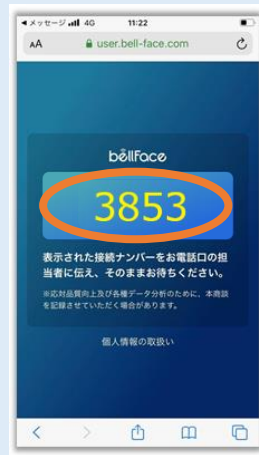 メッセージ 4G 11:22
AA user.bell-face.com
bellFace
3853
表示された接続ナンバーをお電話口の担
当者に伝え、そのままお待ちください。
※応対品質向上及び各種データ分析のために、本商談
を記録させていただく場合があります。
個人情報の取扱い